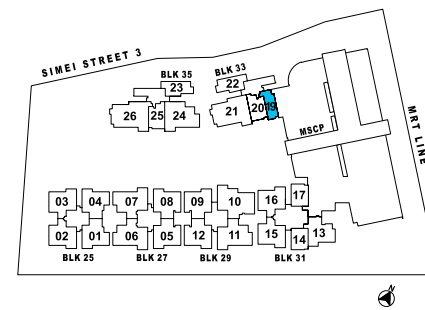 SIMEI STREET 3
BLK 35
BLK 33
23
22
26
25
24
21
20
19
MSCP
MRT LINE
03
04
07
08
09
10
16
17
02
01
06
05
12
11
15
14
13
BLK 25
BLK 27
BLK 29
BLK 31